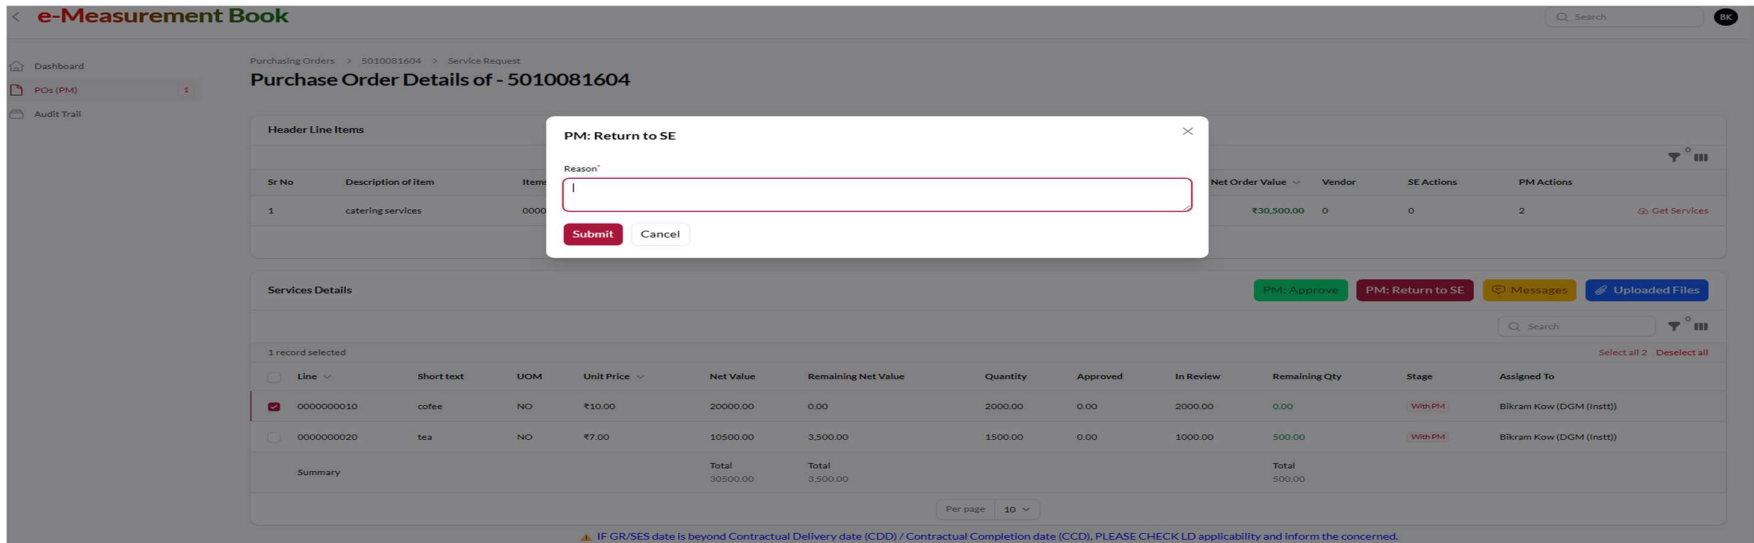 e-Measurement Book
Search
BK
Dashboard
POs (PM) 1
Audit Trail
Purchasing Orders > 5010081604 > Service Request
Purchase Order Details of - 5010081604
Header Line Items
0
Sr No Description of item Items Net Order Value Vendor SE Actions PM Actions
1 catering services 0000 ₹30,500.00 0 0 2 Get Services
PM: Return to SE
Reason*
Submit Cancel
Services Details PM: Approve PM: Return to SE Messages Uploaded Files
Search 0
1 record selected Select all 2 Deselect all
Line Short text UOM Unit Price Net Value Remaining Net Value Quantity Approved In Review Remaining Qty Stage Assigned To
0000000010 cofee NO ₹10.00 20000.00 0.00 2000.00 0.00 2000.00 0.00 With PM Bikram Kow (DGM (Instt))
0000000020 tea NO ₹7.00 10500.00 3,500.00 1500.00 0.00 1000.00 500.00 With PM Bikram Kow (DGM (Instt))
Summary Total Total Total
30500.00 3,500.00 500.00
Per page 10
IF GR/SES date is beyond Contractual Delivery date (CDD) / Contractual Completion date (CCD), PLEASE CHECK LD applicability and inform the concerned.